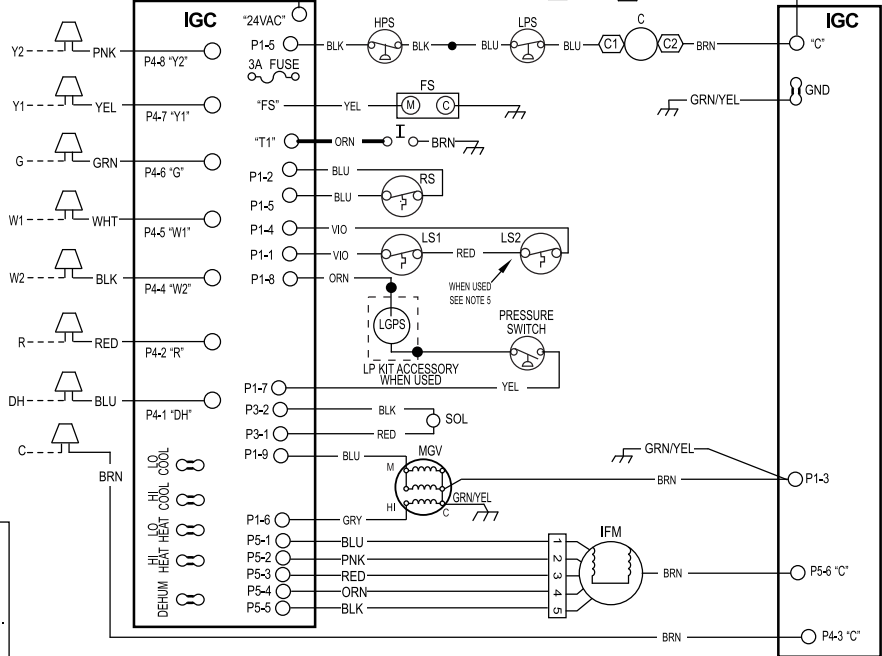 IGC
IGC
"24VAC"
Y2
PNK
P4-8 "Y2"
P1-5
BLK
HPS
BLK
BLU
LPS
BLU
C1
C
C2
BRN
"C"
3A FUSE
Y1
YEL
P4-7 "Y1"
"FS"
YEL
FS
M
C
GRN/YEL
GND
"T1"
ORN
I
BRN
G
GRN
P4-6 "G"
P1-2
BLU
RS
P1-5
BLU
W1
WHT
P4-5 "W1"
P1-4
VIO
P1-1
VIO
LS1
RED
LS2
W2
BLK
P4-4 "W2"
P1-8
ORN
WHEN USED
SEE NOTE 5
LGPS
PRESSURE
SWITCH
R
RED
P4-2 "R"
LP KIT ACCESSORY
WHEN USED
P1-7
YEL
DH
BLU
P4-1 "DH"
P3-2
BLK
SOL
P3-1
RED
C
BRN
P1-9
BLU
MGV
M
HI
C
GRN/YEL
BRN
GRN/YEL
P1-3
LO
COOL
HI
COOL
LO
HEAT
HI
HEAT
DEHUM
P1-6
GRY
P5-1
BLU
1
P5-2
PNK
2
P5-3
RED
3
P5-4
ORN
4
P5-5
BLK
5
IFM
BRN
P5-6 "C"
BRN
P4-3 "C"